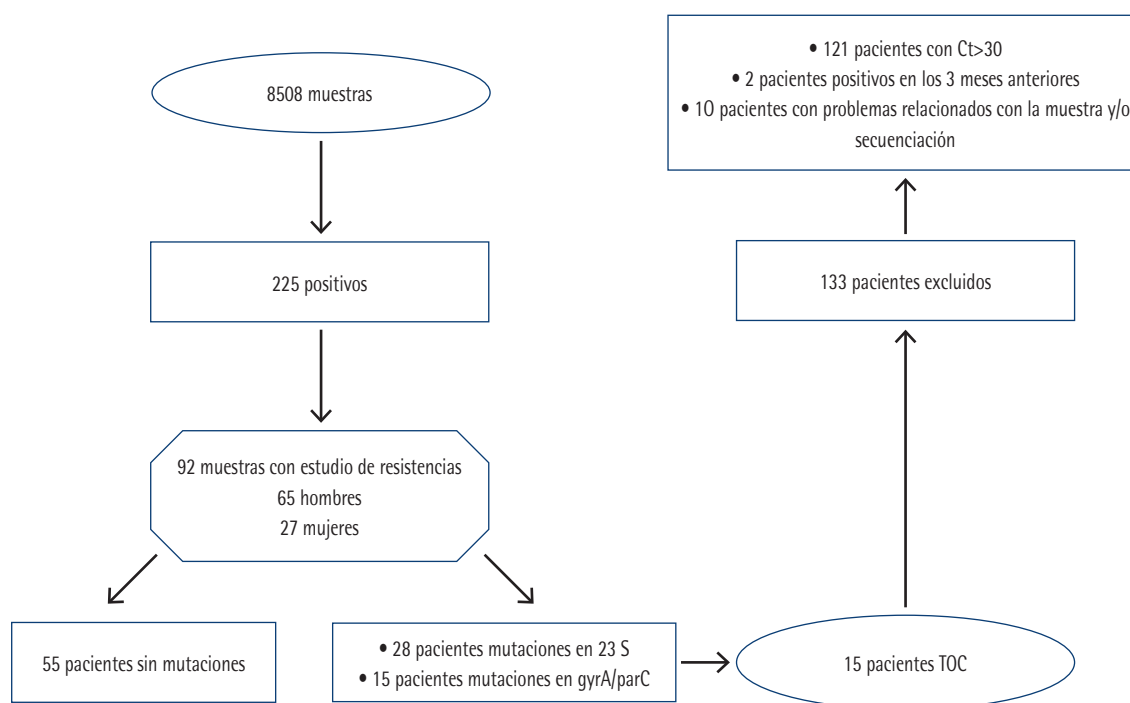 8508 muestras
225 positivos
92 muestras con estudio de resistencias
65 hombres
27 mujeres
55 pacientes sin mutaciones
• 28 pacientes mutaciones en 23 S
• 15 pacientes mutaciones en gyrA/parC
15 pacientes TOC
133 pacientes excluidos
• 121 pacientes con Ct>30
• 2 pacientes positivos en los 3 meses anteriores
• 10 pacientes con problemas relacionados con la muestra y/o
secuenciación